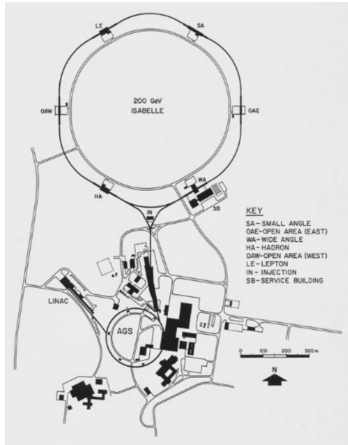 LE
SA
200 GeV
ISABELLE
OAW
OAE
HA
WA
IN
SB
KEY
SA-SMALL ANGLE
OAE-OPEN AREA (EAST)
WA-WIDE ANGLE
HA-HADRON
OAW-OPEN AREA (WEST)
LE-LEPTON
IN-INJECTION
SB-SERVICE BUILDING
LINAC
AGS
0 100 200 300 m
N